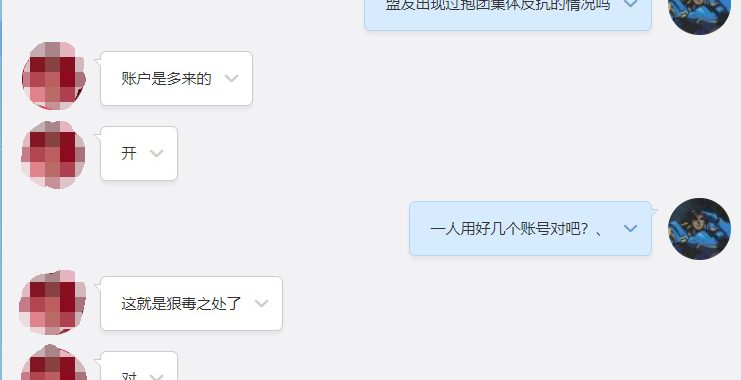 盟友出现过抱团集体反抗的情况吗
账户是多来的
开
一人用好几个账号对吧？、
这就是狠毒之处了
对